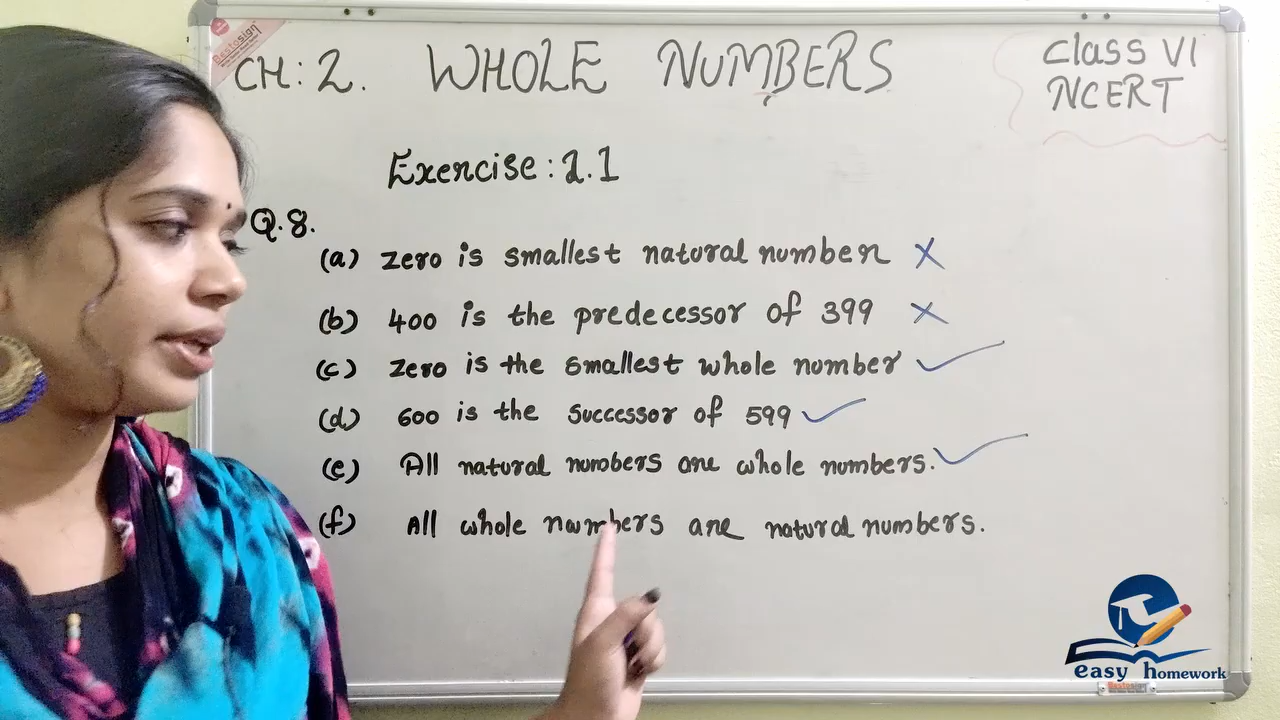 Bestosign
CH: 2. WHOLE NUMBERS
Class VI
NCERT
Exercise: 2.1
Q.8.
(a) Zero is smallest natural number ✗
(b) 400 is the predecessor of 399 ✗
(c) Zero is the smallest whole number ✓
(d) 600 is the successor of 599 ✓
(e) All natural numbers are whole numbers. ✓
(f) All whole numbers are natural numbers.
easy homework